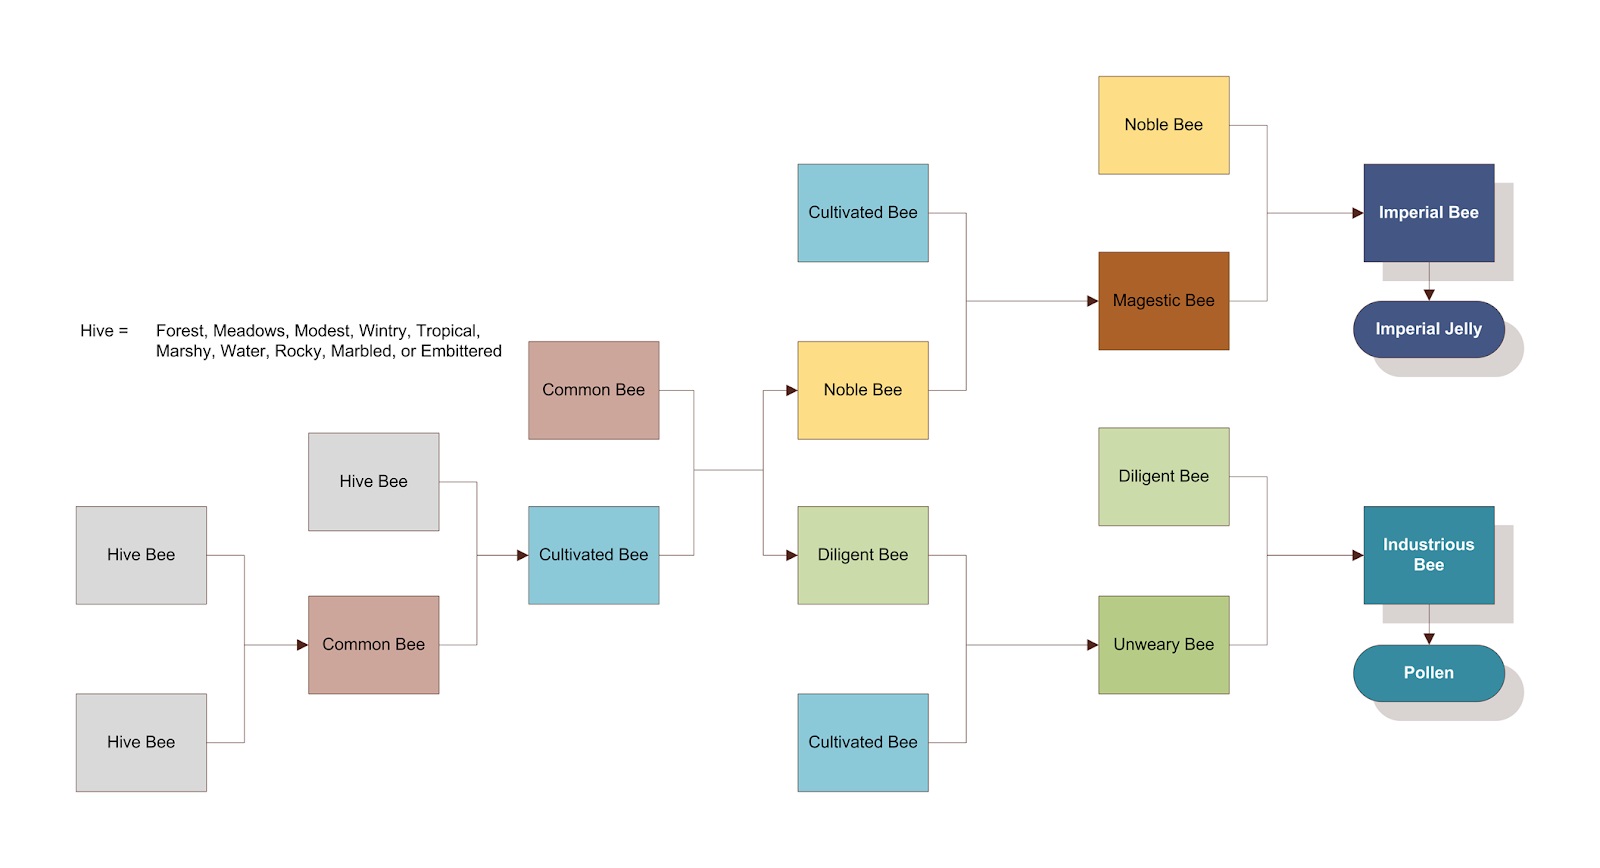 Noble Bee
Cultivated Bee
Imperial Bee
Magestic Bee
Imperial Jelly
Hive = Forest, Meadows, Modest, Wintry, Tropical,
Marshy, Water, Rocky, Marbled, or Embittered
Common Bee
Noble Bee
Hive Bee
Diligent Bee
Hive Bee
Cultivated Bee
Diligent Bee
Industrious
Bee
Common Bee
Unweary Bee
Pollen
Hive Bee
Cultivated Bee